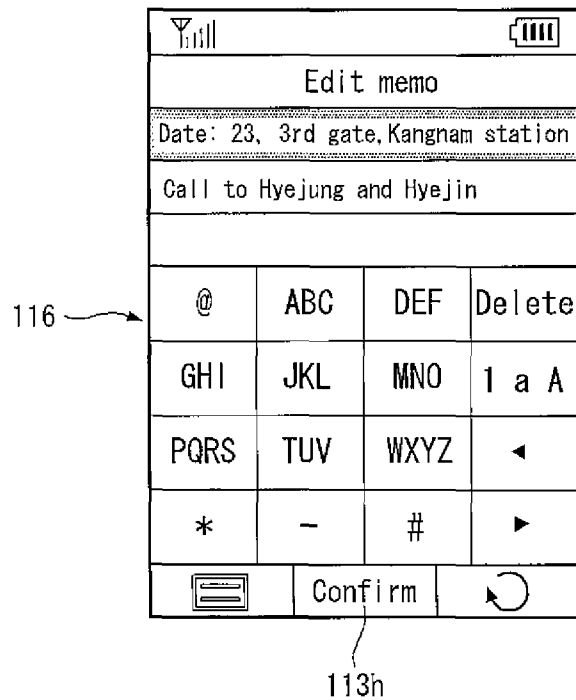 Edit memo
Date: 23, 3rd gate, Kangnam station
Call to Hyejung and Hyejin
@ ABC DEF Delete
116
GHI JKL MNO 1 a A
PQRS TUV WXYZ ◄
* - # ►
Confirm
113h